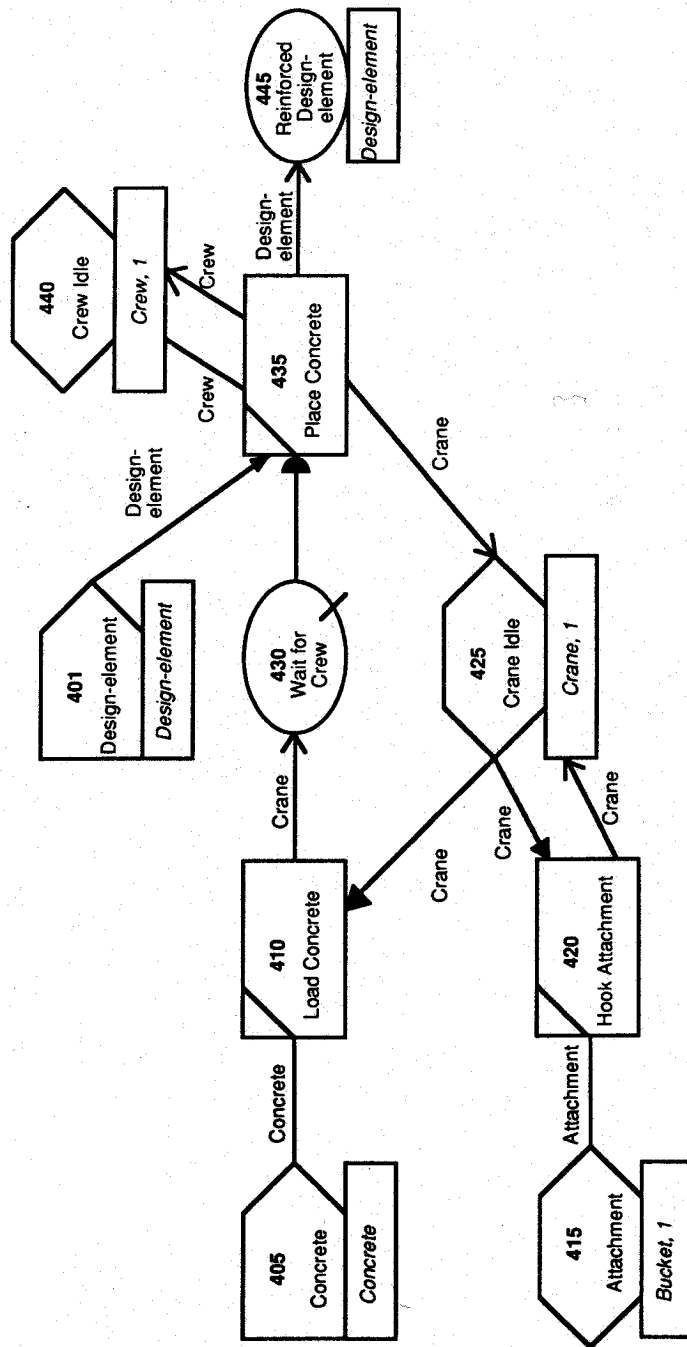 440
Crew Idle
Crew, 1
Crew
Crew
401
Design-element
Design-element
Design-
element
405
Concrete
Concrete
Concrete
410
Load Concrete
Crane
430
Wait for
Crew
435
Place Concrete
Design-
element
445
Reinforced
Design-
element
Design-element
Crane
Crane
Crane
425
Crane Idle
Crane, 1
Crane
415
Attachment
Bucket, 1
Attachment
420
Hook Attachment